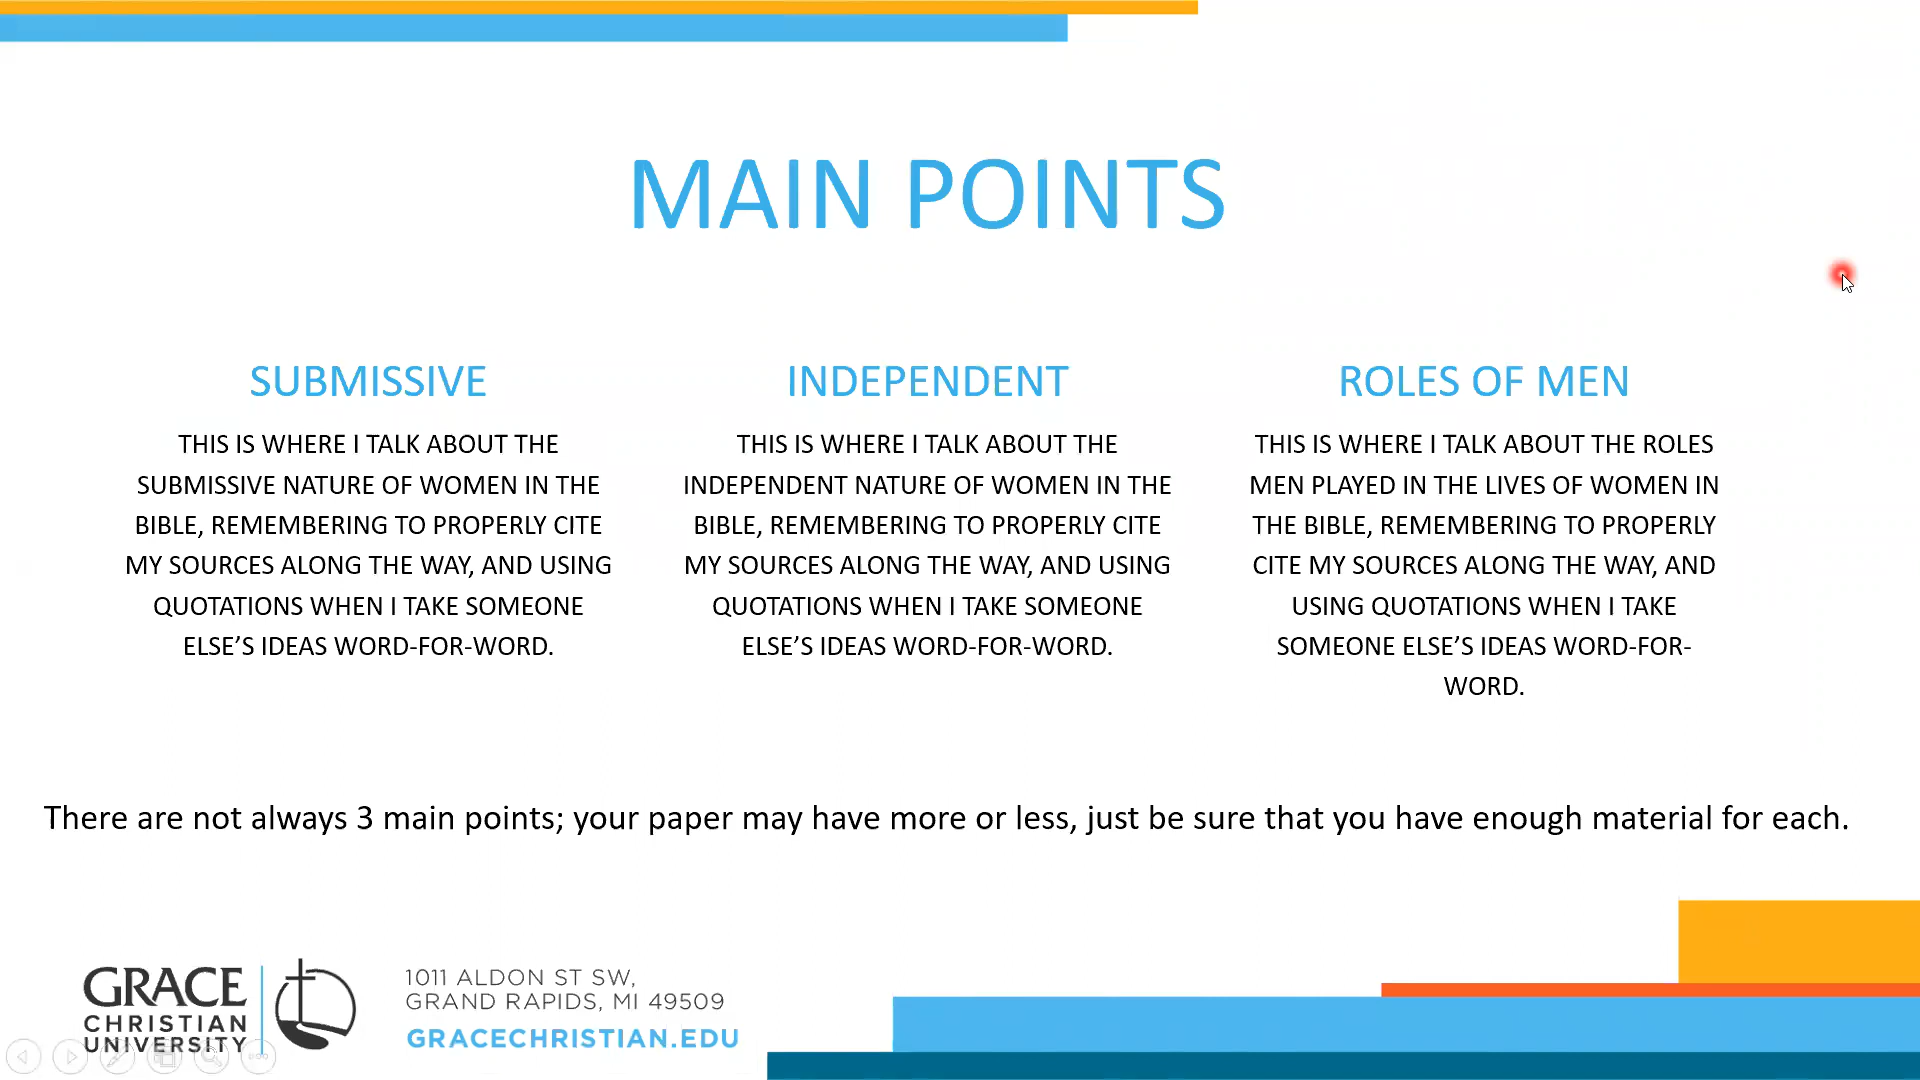 MAIN POINTS
SUBMISSIVE
THIS IS WHERE I TALK ABOUT THE
SUBMISSIVE NATURE OF WOMEN IN THE
BIBLE, REMEMBERING TO PROPERLY CITE
MY SOURCES ALONG THE WAY, AND USING
QUOTATIONS WHEN I TAKE SOMEONE
ELSE’S IDEAS WORD-FOR-WORD.
INDEPENDENT
THIS IS WHERE I TALK ABOUT THE
INDEPENDENT NATURE OF WOMEN IN THE
BIBLE, REMEMBERING TO PROPERLY CITE
MY SOURCES ALONG THE WAY, AND USING
QUOTATIONS WHEN I TAKE SOMEONE
ELSE’S IDEAS WORD-FOR-WORD.
ROLES OF MEN
THIS IS WHERE I TALK ABOUT THE ROLES
MEN PLAYED IN THE LIVES OF WOMEN IN
THE BIBLE, REMEMBERING TO PROPERLY
CITE MY SOURCES ALONG THE WAY, AND
USING QUOTATIONS WHEN I TAKE
SOMEONE ELSE’S IDEAS WORD-FOR-
WORD.
There are not always 3 main points; your paper may have more or less, just be sure that you have enough material for each.
GRACE
CHRISTIAN
UNIVERSITY
1011 ALDON ST SW,
GRAND RAPIDS, MI 49509
GRACECHRISTIAN.EDU